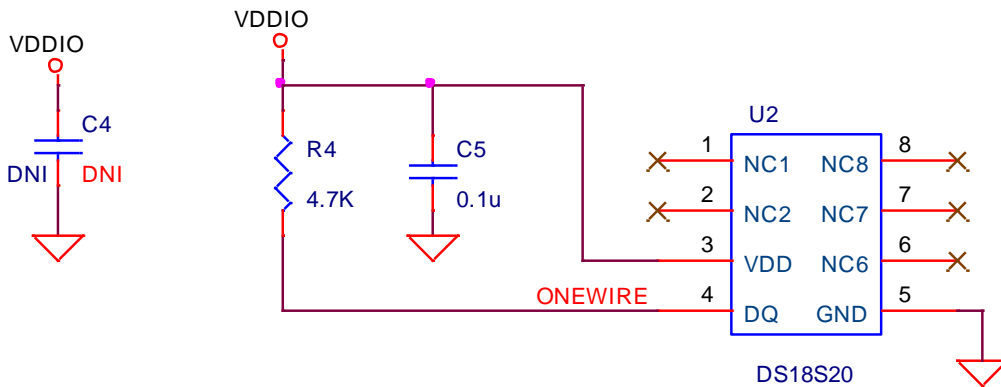 VDDIO
C4
DNI DNI
VDDIO
R4
4.7K
C5
0.1u
ONEWIRE
U2
1 NC1 NC8 8
2 NC2 NC7 7
3 VDD NC6 6
4 DQ GND 5
DS18S20